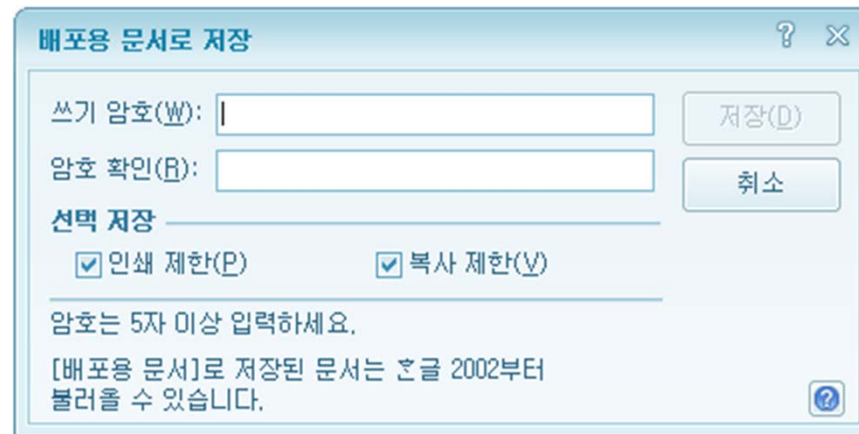 배포용 문서로 저장
쓰기 암호(W):
저장(D)
암호 확인(R):
취소
선택 저장
인쇄 제한(P)
복사 제한(V)
암호는 5자 이상 입력하세요.
[배포용 문서]로 저장된 문서는 ᄒᆞᆫ글 2002부터
불러올 수 있습니다.